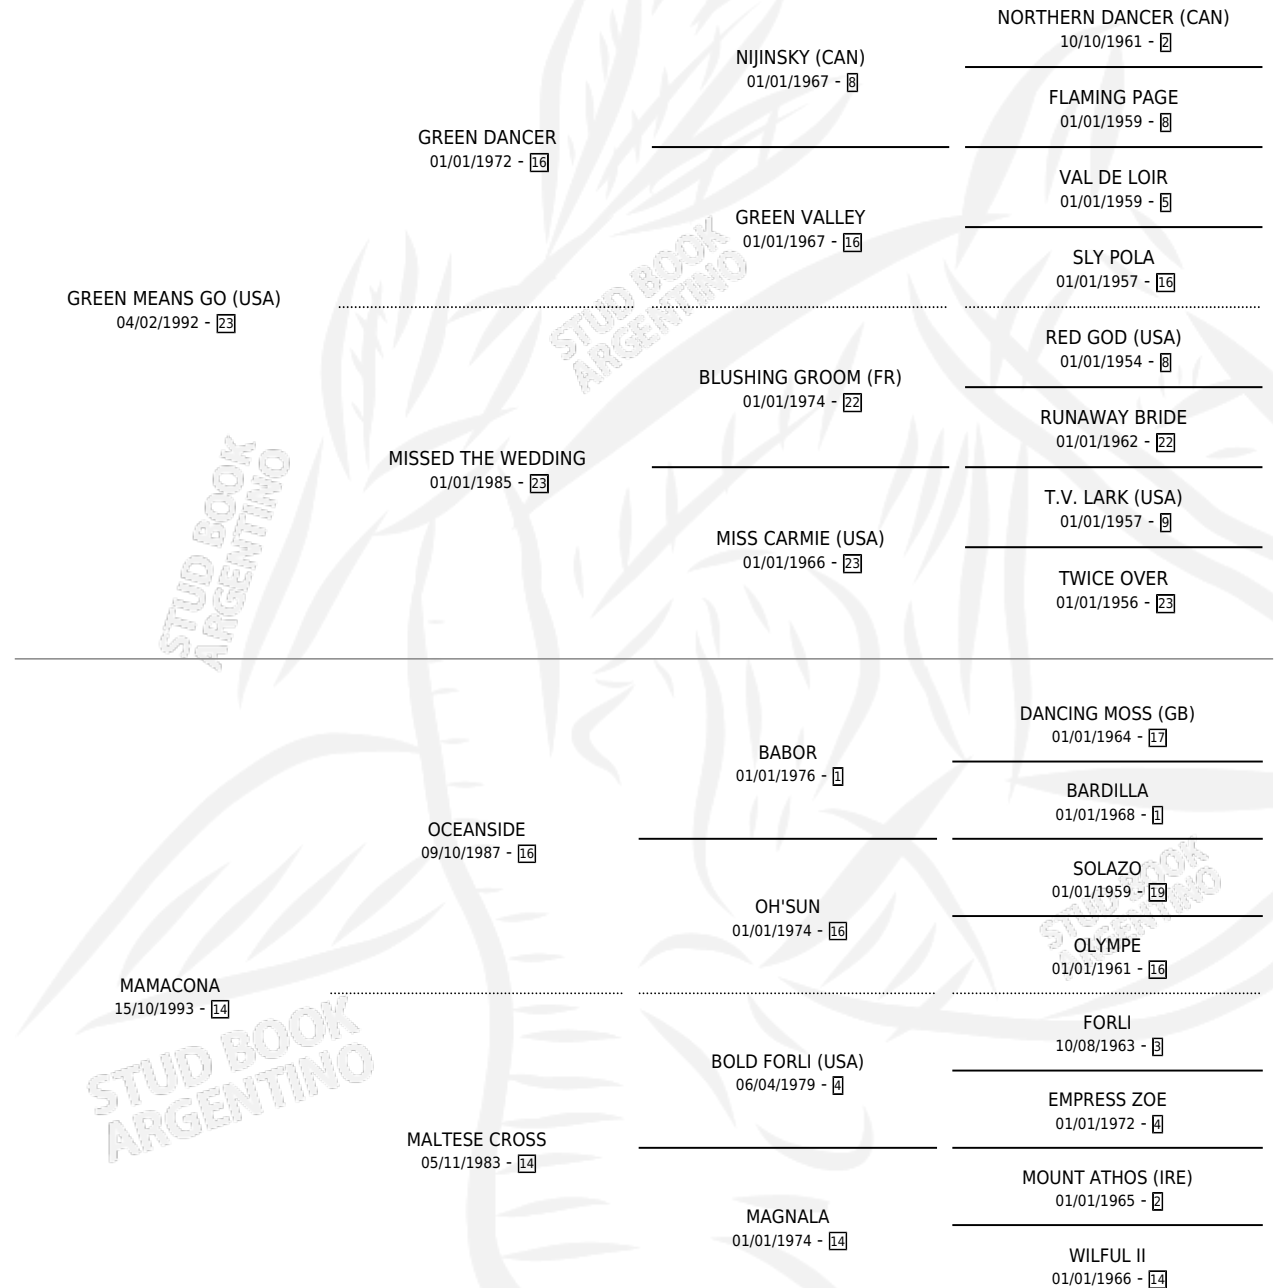 NORTHERN DANCER (CAN)
10/10/1961 - 2
NIJINSKY (CAN)
01/01/1967 - 8
FLAMING PAGE
01/01/1959 - 8
GREEN DANCER
01/01/1972 - 16
VAL DE LOIR
01/01/1959 - 5
GREEN VALLEY
01/01/1967 - 16
SLY POLA
01/01/1957 - 16
GREEN MEANS GO (USA)
04/02/1992 - 23
RED GOD (USA)
01/01/1954 - 8
BLUSHING GROOM (FR)
01/01/1974 - 22
RUNAWAY BRIDE
01/01/1962 - 22
MISSED THE WEDDING
01/01/1985 - 23
T.V. LARK (USA)
01/01/1957 - 9
MISS CARMIE (USA)
01/01/1966 - 23
TWICE OVER
01/01/1956 - 23
STUD BOOK
ARGENTINO
STUD BOOK
ARGENTINO
DANCING MOSS (GB)
01/01/1964 - 17
BABOR
01/01/1976 - 1
BARDILLA
01/01/1968 - 1
OCEANSIDE
09/10/1987 - 16
SOLAZO
01/01/1959 - 19
OH'SUN
01/01/1974 - 16
OLYMPE
01/01/1961 - 16
MAMACONA
15/10/1993 - 14
FORLI
10/08/1963 - 3
BOLD FORLI (USA)
06/04/1979 - 4
EMPRESS ZOE
01/01/1972 - 4
MALTESE CROSS
05/11/1983 - 14
MOUNT ATHOS (IRE)
01/01/1965 - 2
MAGNALA
01/01/1974 - 14
WILFUL II
01/01/1966 - 14
STUD BOOK
ARGENTINO
STUD BOOK
ARGENTINO